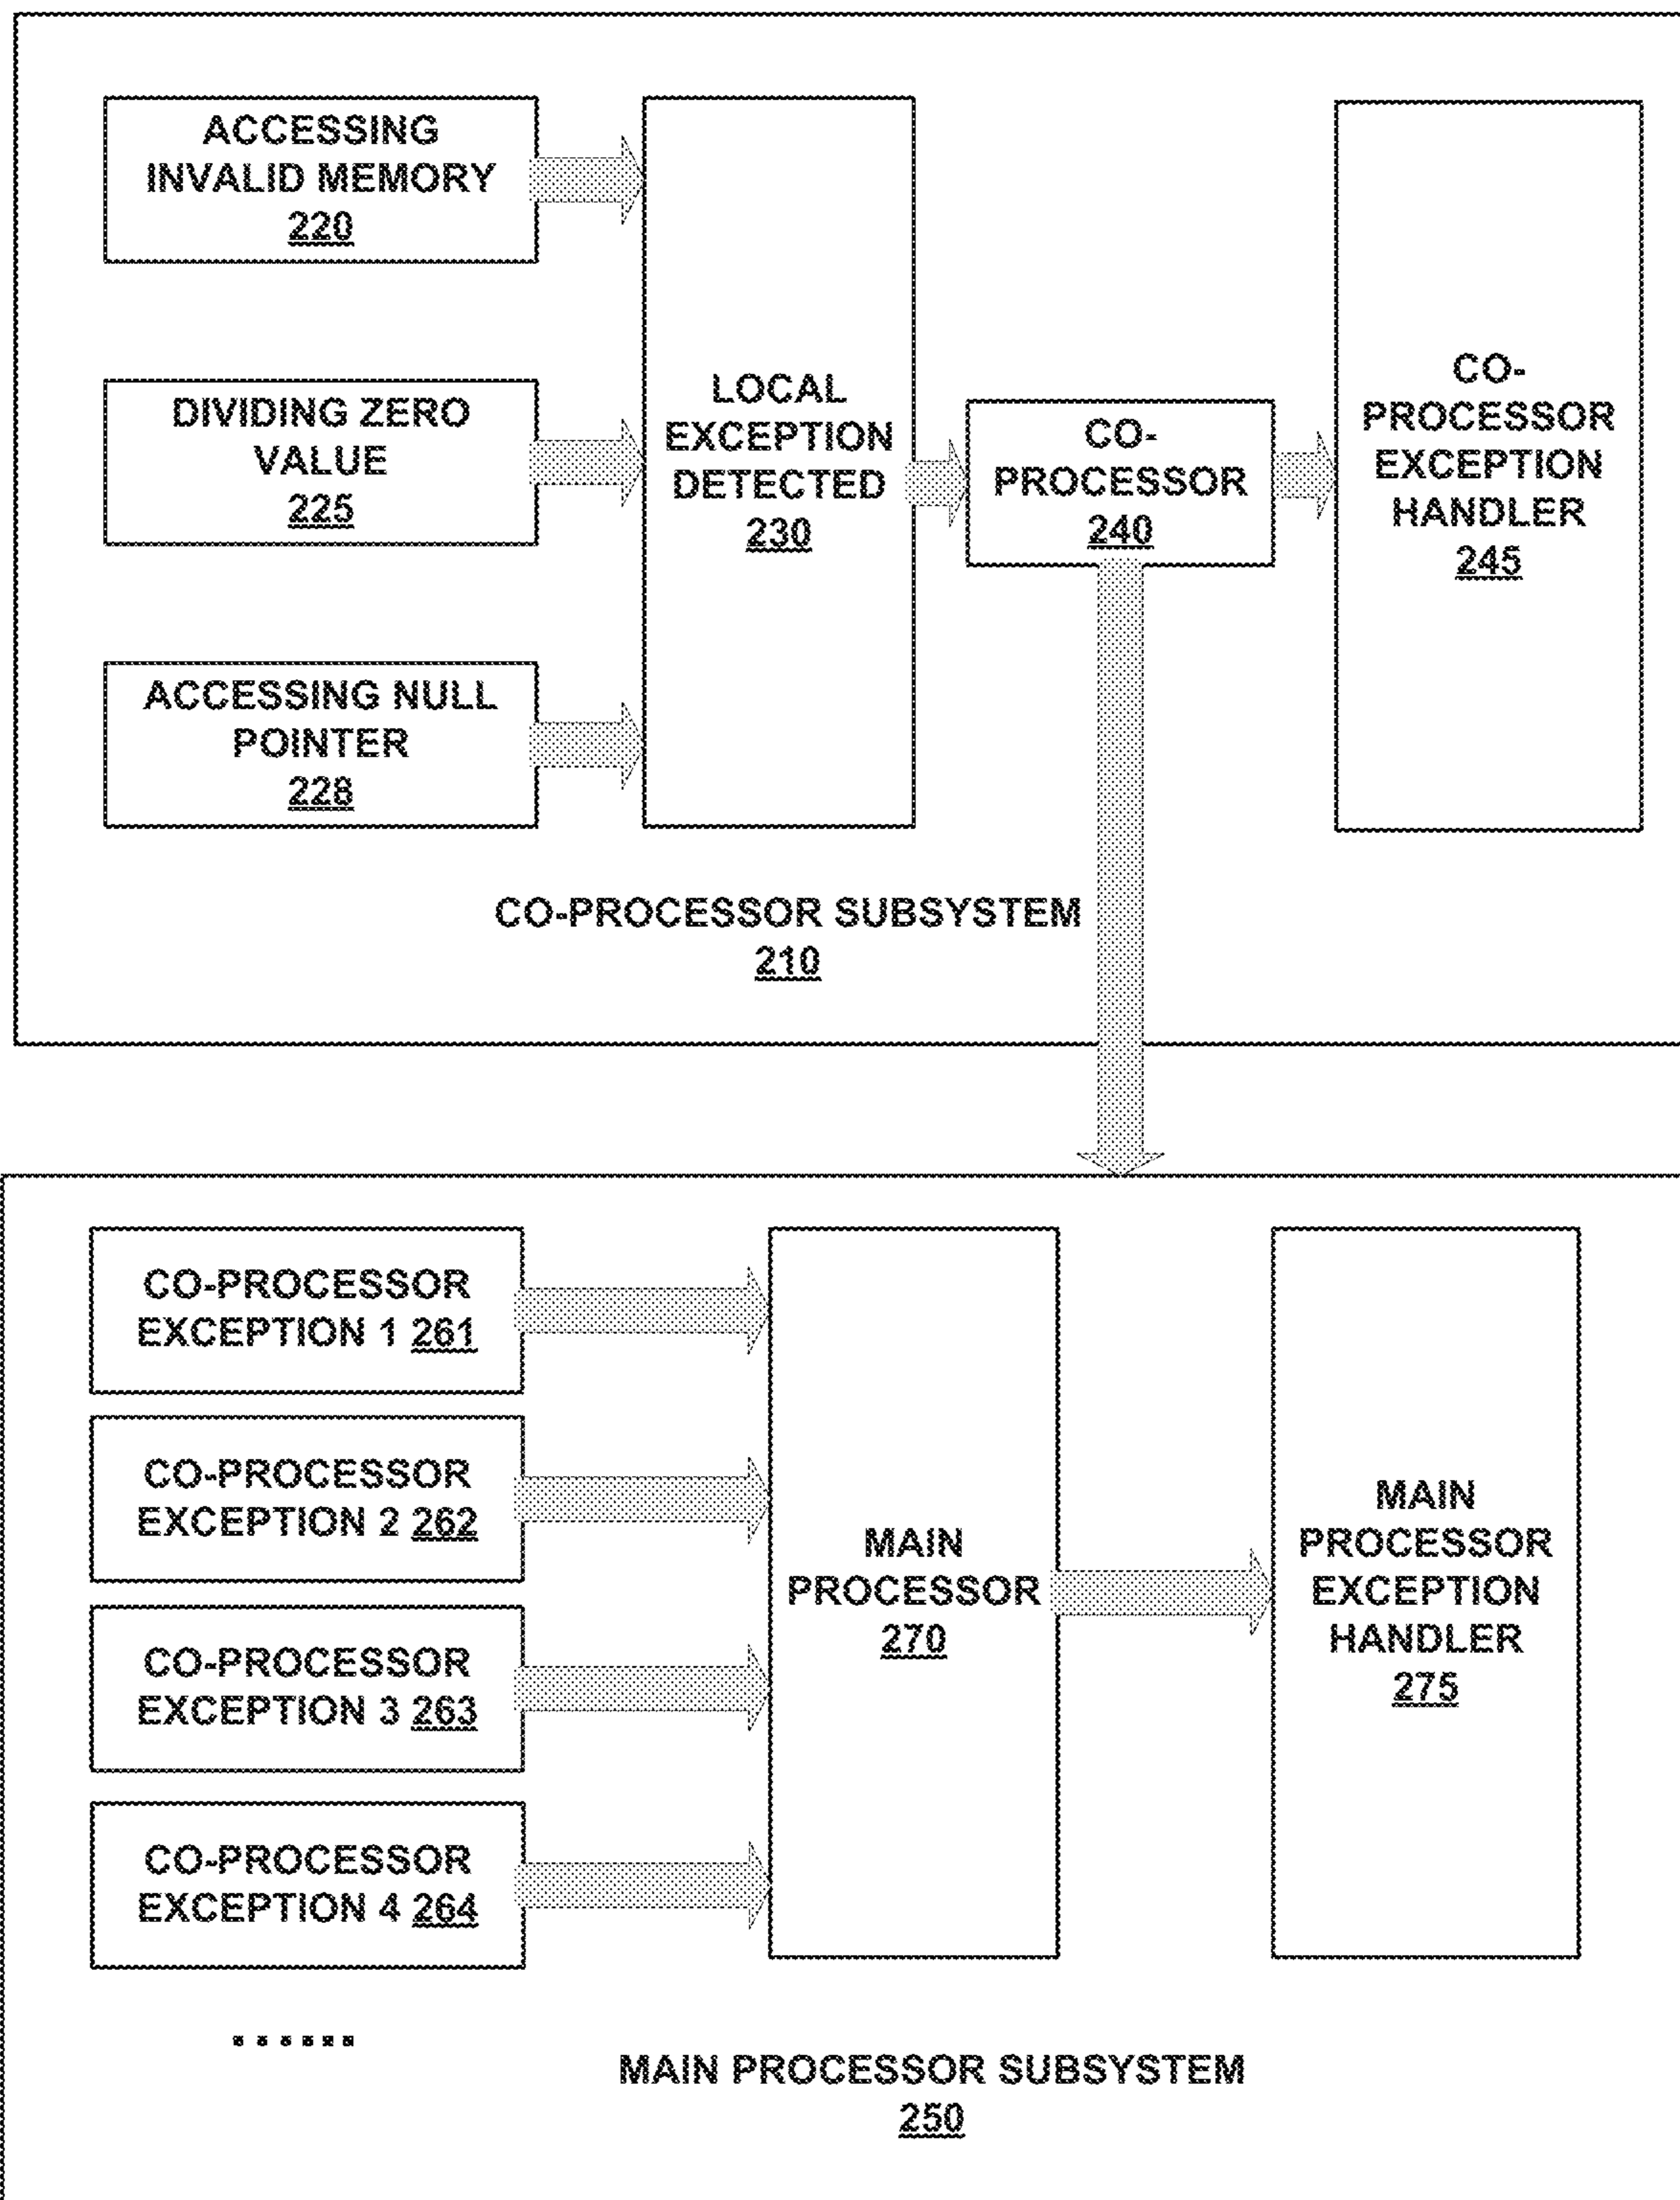 ACCESSING
INVALID MEMORY
220
DIVIDING ZERO
VALUE
225
ACCESSING NULL
POINTER
228
LOCAL
EXCEPTION
DETECTED
230
CO-
PROCESSOR
240
CO-
PROCESSOR
EXCEPTION
HANDLER
245
CO-PROCESSOR SUBSYSTEM
210
CO-PROCESSOR
EXCEPTION 1 261
CO-PROCESSOR
EXCEPTION 2 262
CO-PROCESSOR
EXCEPTION 3 263
CO-PROCESSOR
EXCEPTION 4 264
......
MAIN
PROCESSOR
270
MAIN
PROCESSOR
EXCEPTION
HANDLER
275
MAIN PROCESSOR SUBSYSTEM
250